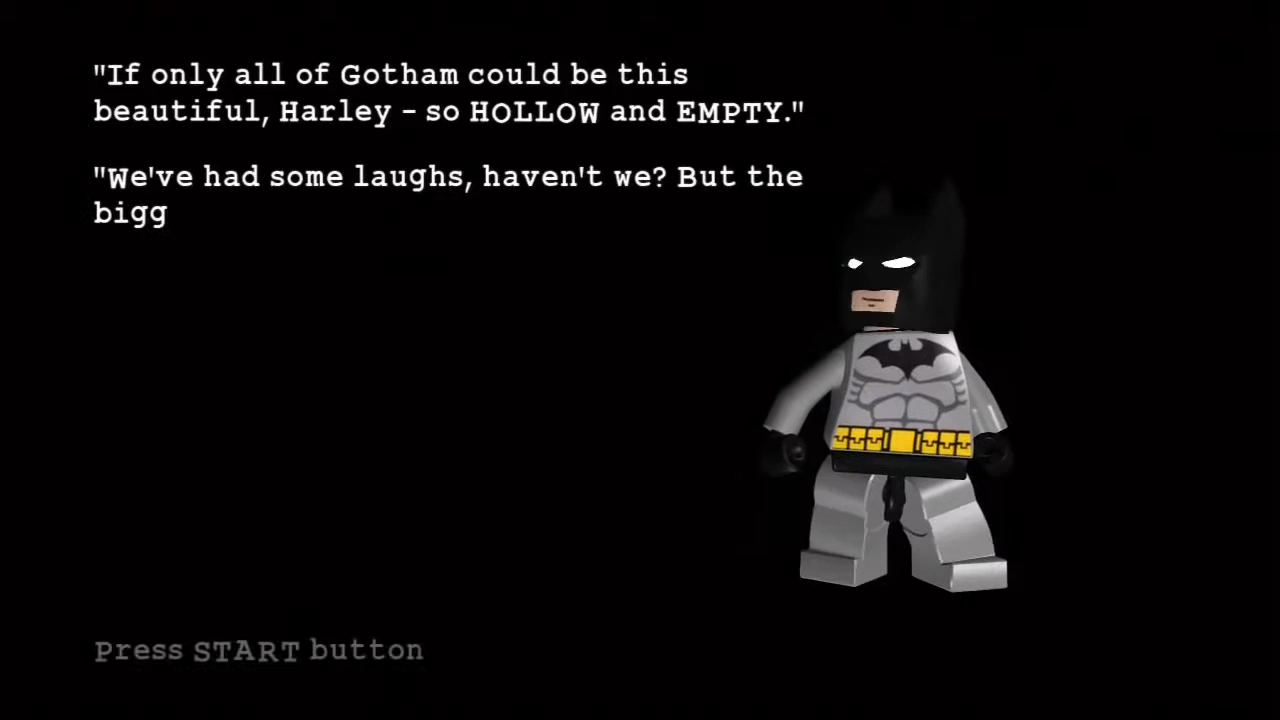 "If only all of Gotham could be this
beautiful, Harley - so HOLLOW and EMPTY."
"We've had some laughs, haven't we? But the
bigg
Press START button